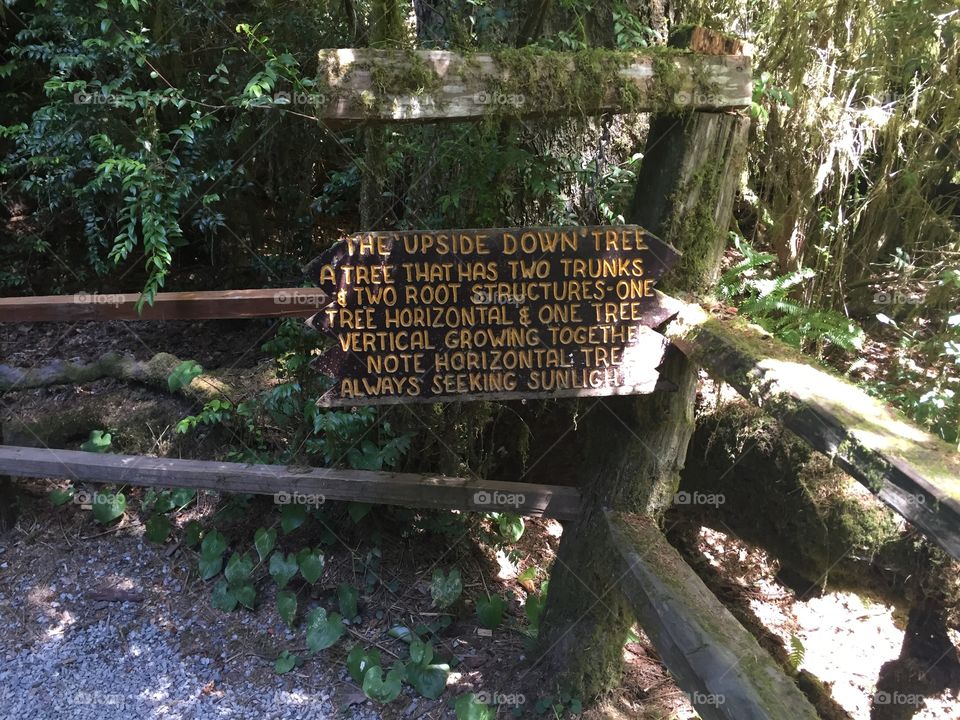 THE UPSIDE DOWN TREE
A TREE THAT HAS TWO TRUNKS
& TWO ROOT STRUCTURES-ONE
TREE HORIZONTAL & ONE TREE
VERTICAL GROWING TOGETHER
NOTE HORIZONTAL TREE
ALWAYS SEEKING SUNLIGHT